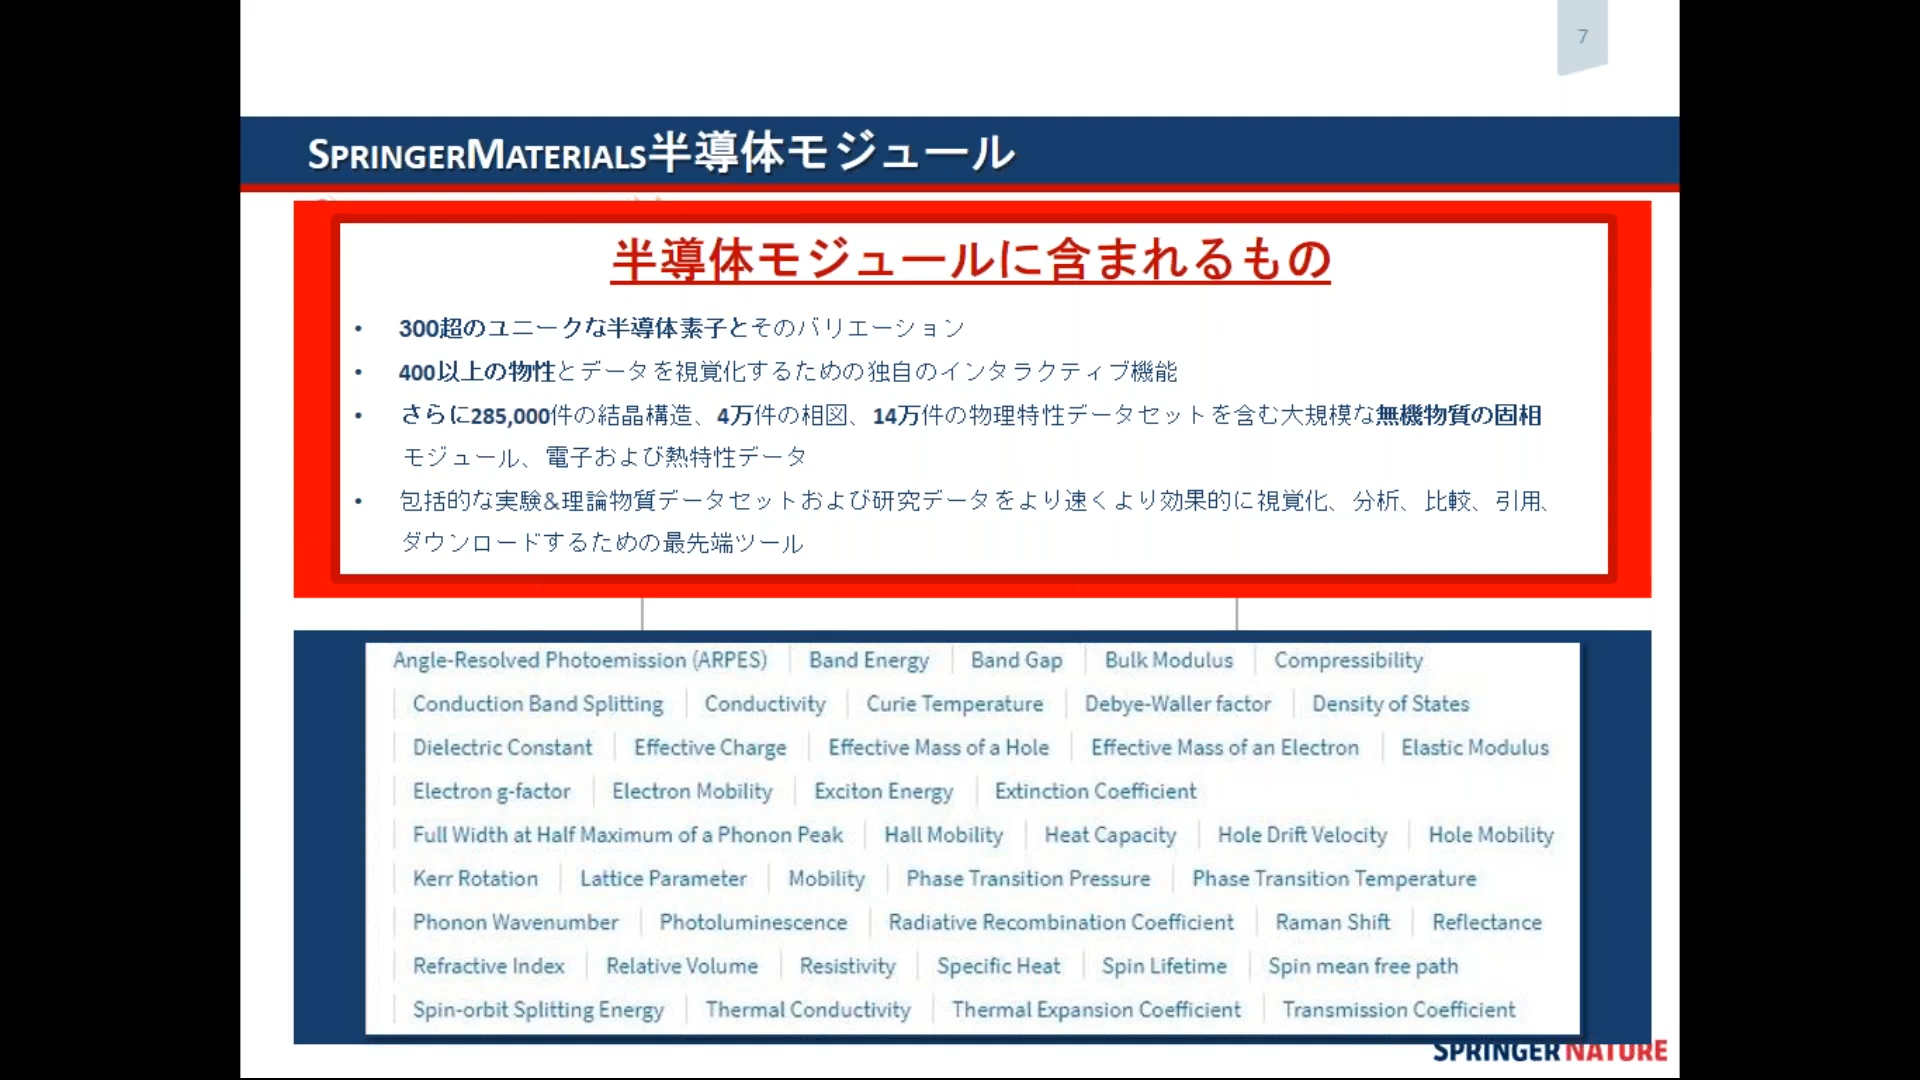 7
SPRINGERMATERIALS半導体モジュール
半導体モジュールに含まれるもの
• 300超のユニークな半導体素子とそのバリエーション
• 400以上の物性とデータを視覚化するための独自のインタラクティブ機能
• さらに285,000件の結晶構造、4万件の相図、14万件の物理特性データセットを含む大規模な無機物質の固相
モジュール、電子および熱特性データ
• 包括的な実験&理論物質データセットおよび研究データをより速くより効果的に視覚化、分析、比較、引用、
ダウンロードするための最先端ツール
Angle-Resolved Photoemission (ARPES) | Band Energy | Band Gap | Bulk Modulus | Compressibility
| Conduction Band Splitting | Conductivity | Curie Temperature | Debye-Waller factor | Density of States
| Dielectric Constant | Effective Charge | Effective Mass of a Hole | Effective Mass of an Electron | Elastic Modulus
| Electron g-factor | Electron Mobility | Exciton Energy | Extinction Coefficient
| Full Width at Half Maximum of a Phonon Peak | Hall Mobility | Heat Capacity | Hole Drift Velocity | Hole Mobility
| Kerr Rotation | Lattice Parameter | Mobility | Phase Transition Pressure | Phase Transition Temperature
| Phonon Wavenumber | Photoluminescence | Radiative Recombination Coefficient | Raman Shift | Reflectance
| Refractive Index | Relative Volume | Resistivity | Specific Heat | Spin Lifetime | Spin mean free path
| Spin-orbit Splitting Energy | Thermal Conductivity | Thermal Expansion Coefficient | Transmission Coefficient
SPRINGER NATURE